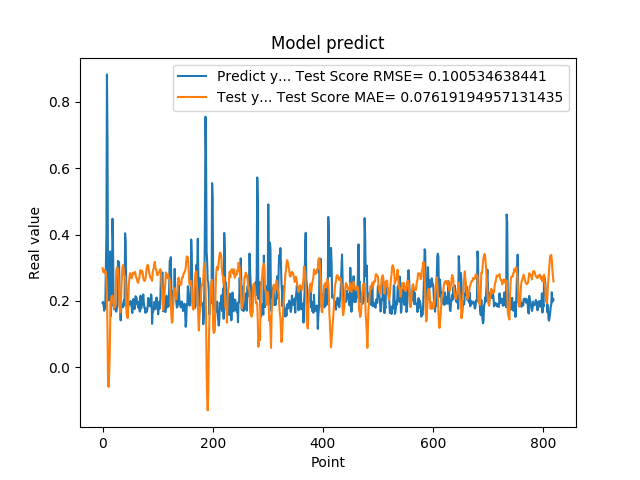 Model predict
Predict y... Test Score RMSE= 0.100534638441
Test y... Test Score MAE= 0.07619194957131435
Real value
0.8
0.6
0.4
0.2
0.0
0 200 400 600 800
Point